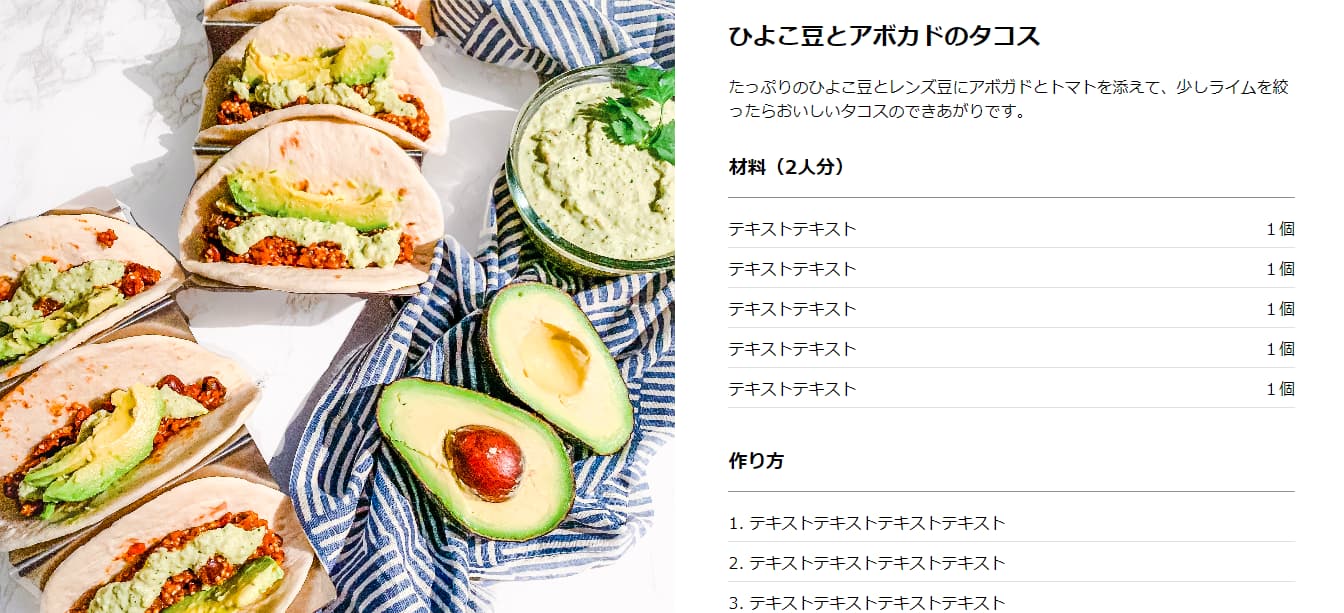 ひよこ豆とアボカドのタコス
たっぷりのひよこ豆とレンズ豆にアボガドとトマトを添えて、少しライムを絞
ったらおいしいタコスのできあがりです。
材料（2人分）
テキストテキスト 1個
テキストテキスト 1個
テキストテキスト 1個
テキストテキスト 1個
テキストテキスト 1個
作り方
1. テキストテキストテキストテキスト
2. テキストテキストテキストテキスト
3. テキストテキストテキストテキスト